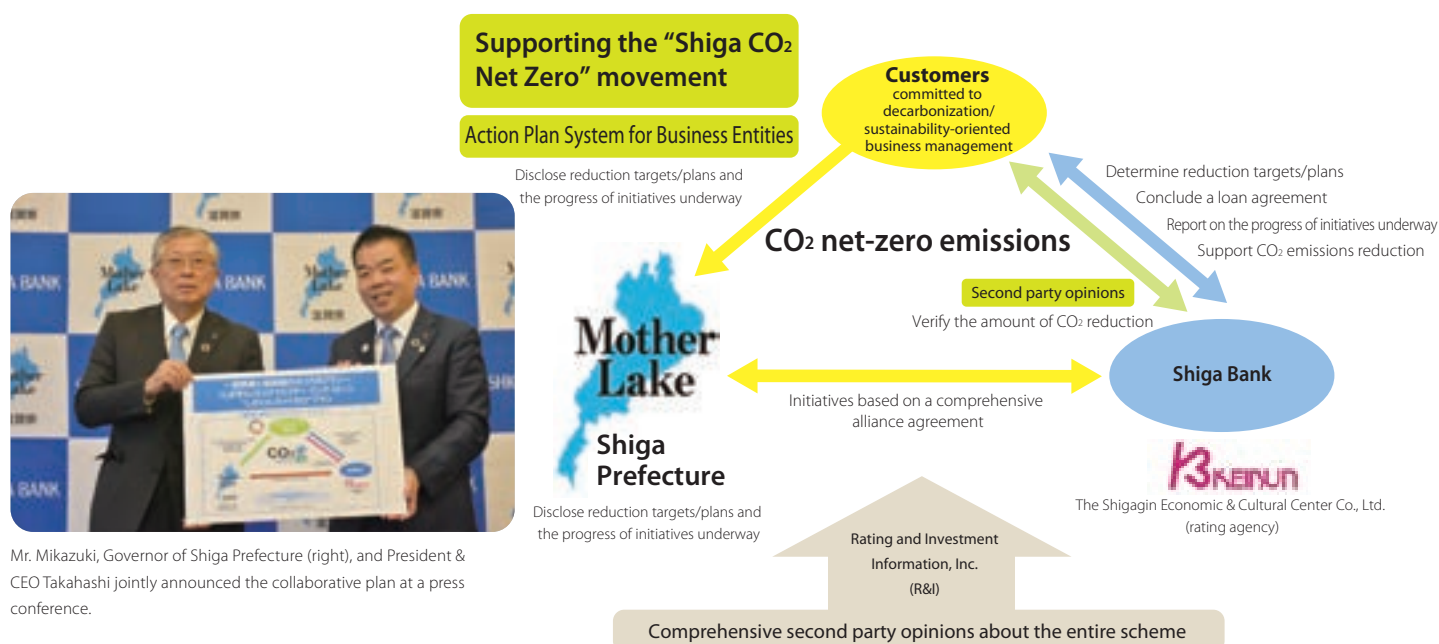 Supporting the “Shiga CO₂
Net Zero” movement
Action Plan System for Business Entities
Disclose reduction targets/plans and
the progress of initiatives underway
Customers
committed to
decarbonization/
sustainability-oriented
business management
Determine reduction targets/plans
Conclude a loan agreement
Report on the progress of initiatives underway
Support CO₂ emissions reduction
CO₂ net-zero emissions
Second party opinions
Verify the amount of CO₂ reduction
Mother
Lake
Shiga
Prefecture
Disclose reduction targets/plans and
the progress of initiatives underway
Initiatives based on a comprehensive
alliance agreement
Shiga Bank
KEIBUN
The Shigagin Economic & Cultural Center Co., Ltd.
(rating agency)
Rating and Investment
Information, Inc.
(R&I)
Comprehensive second party opinions about the entire scheme
Mother
Lake
滋賀県
BANK
SHIGA BANK
CO₂
Mr. Mikazuki, Governor of Shiga Prefecture (right), and President &
CEO Takahashi jointly announced the collaborative plan at a press
conference.